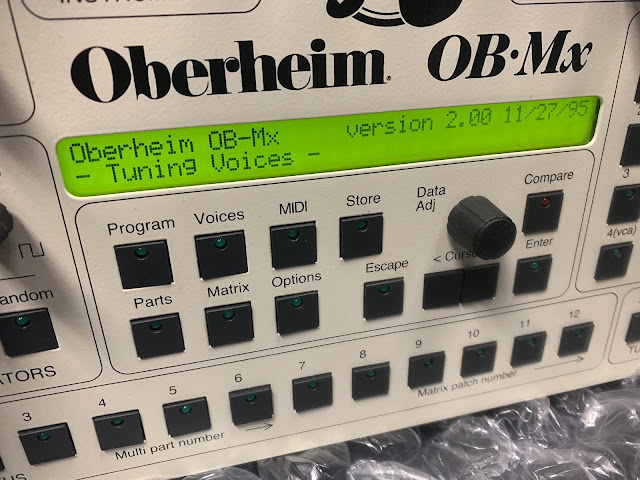 Oberheim OB•Mx
Oberheim OB-Mx version 2.00 11/27/95
- Tuning Voices -
Program Voices MIDI Store Data Adj Compare
Parts Matrix Options Escape < Cursor Enter
3
4(vca)
3 4 5 6 7 8 9 10 11 12
Multi part number
Matrix patch number